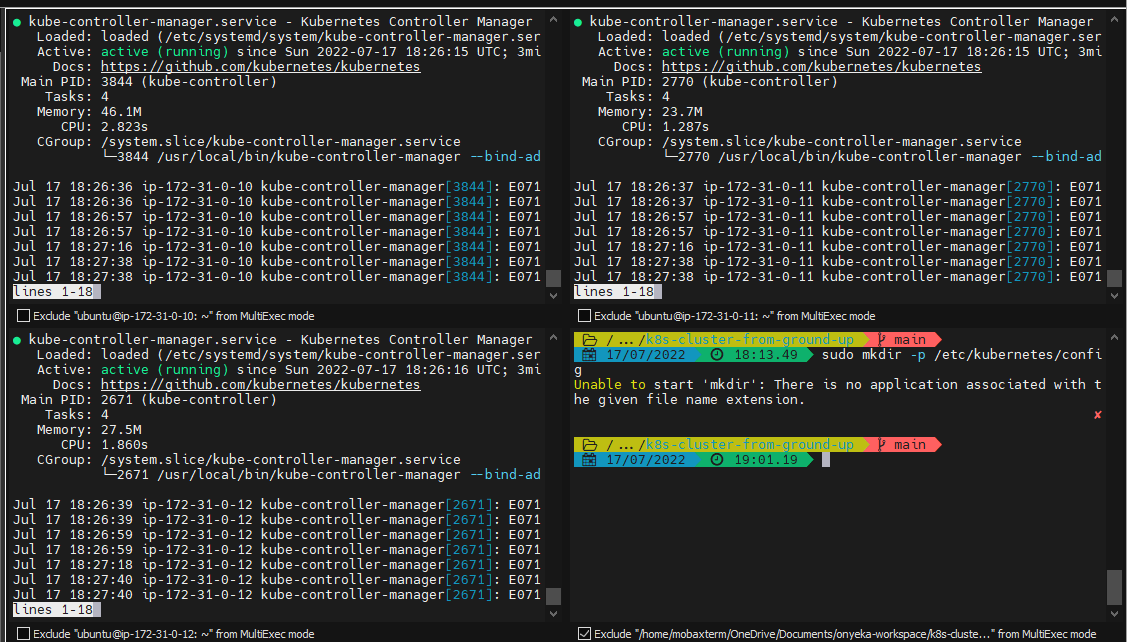 ● kube-controller-manager.service - Kubernetes Controller Manager
Loaded: loaded (/etc/systemd/system/kube-controller-manager.ser
Active: active (running) since Sun 2022-07-17 18:26:15 UTC; 3mi
Docs: https://github.com/kubernetes/kubernetes
Main PID: 3844 (kube-controller)
Tasks: 4
Memory: 46.1M
CPU: 2.823s
CGroup: /system.slice/kube-controller-manager.service
└─3844 /usr/local/bin/kube-controller-manager --bind-ad
Jul 17 18:26:36 ip-172-31-0-10 kube-controller-manager[3844]: E071
Jul 17 18:26:36 ip-172-31-0-10 kube-controller-manager[3844]: E071
Jul 17 18:26:57 ip-172-31-0-10 kube-controller-manager[3844]: E071
Jul 17 18:26:57 ip-172-31-0-10 kube-controller-manager[3844]: E071
Jul 17 18:27:16 ip-172-31-0-10 kube-controller-manager[3844]: E071
Jul 17 18:27:38 ip-172-31-0-10 kube-controller-manager[3844]: E071
Jul 17 18:27:38 ip-172-31-0-10 kube-controller-manager[3844]: E071
lines 1-18
Exclude "ubuntu@ip-172-31-0-10: ~" from MultiExec mode
● kube-controller-manager.service - Kubernetes Controller Manager
Loaded: loaded (/etc/systemd/system/kube-controller-manager.ser
Active: active (running) since Sun 2022-07-17 18:26:15 UTC; 3mi
Docs: https://github.com/kubernetes/kubernetes
Main PID: 2770 (kube-controller)
Tasks: 4
Memory: 23.7M
CPU: 1.287s
CGroup: /system.slice/kube-controller-manager.service
└─2770 /usr/local/bin/kube-controller-manager --bind-ad
Jul 17 18:26:37 ip-172-31-0-11 kube-controller-manager[2770]: E071
Jul 17 18:26:37 ip-172-31-0-11 kube-controller-manager[2770]: E071
Jul 17 18:26:57 ip-172-31-0-11 kube-controller-manager[2770]: E071
Jul 17 18:26:57 ip-172-31-0-11 kube-controller-manager[2770]: E071
Jul 17 18:27:16 ip-172-31-0-11 kube-controller-manager[2770]: E071
Jul 17 18:27:38 ip-172-31-0-11 kube-controller-manager[2770]: E071
Jul 17 18:27:38 ip-172-31-0-11 kube-controller-manager[2770]: E071
lines 1-18
Exclude "ubuntu@ip-172-31-0-11: ~" from MultiExec mode
● kube-controller-manager.service - Kubernetes Controller Manager
Loaded: loaded (/etc/systemd/system/kube-controller-manager.ser
Active: active (running) since Sun 2022-07-17 18:26:16 UTC; 3mi
Docs: https://github.com/kubernetes/kubernetes
Main PID: 2671 (kube-controller)
Tasks: 4
Memory: 27.5M
CPU: 1.860s
CGroup: /system.slice/kube-controller-manager.service
└─2671 /usr/local/bin/kube-controller-manager --bind-ad
Jul 17 18:26:39 ip-172-31-0-12 kube-controller-manager[2671]: E071
Jul 17 18:26:39 ip-172-31-0-12 kube-controller-manager[2671]: E071
Jul 17 18:26:59 ip-172-31-0-12 kube-controller-manager[2671]: E071
Jul 17 18:26:59 ip-172-31-0-12 kube-controller-manager[2671]: E071
Jul 17 18:27:18 ip-172-31-0-12 kube-controller-manager[2671]: E071
Jul 17 18:27:40 ip-172-31-0-12 kube-controller-manager[2671]: E071
Jul 17 18:27:40 ip-172-31-0-12 kube-controller-manager[2671]: E071
lines 1-18
Exclude "ubuntu@ip-172-31-0-12: ~" from MultiExec mode
/ ... /k8s-cluster-from-ground-up main
17/07/2022 18:13.49 sudo mkdir -p /etc/kubernetes/confi
g
Unable to start 'mkdir': There is no application associated with t
he given file name extension.
✘
/ ... /k8s-cluster-from-ground-up main
17/07/2022 19:01.19
Exclude "/home/mobaxterm/OneDrive/Documents/onyeka-workspace/k8s-cluste..." from MultiExec mode